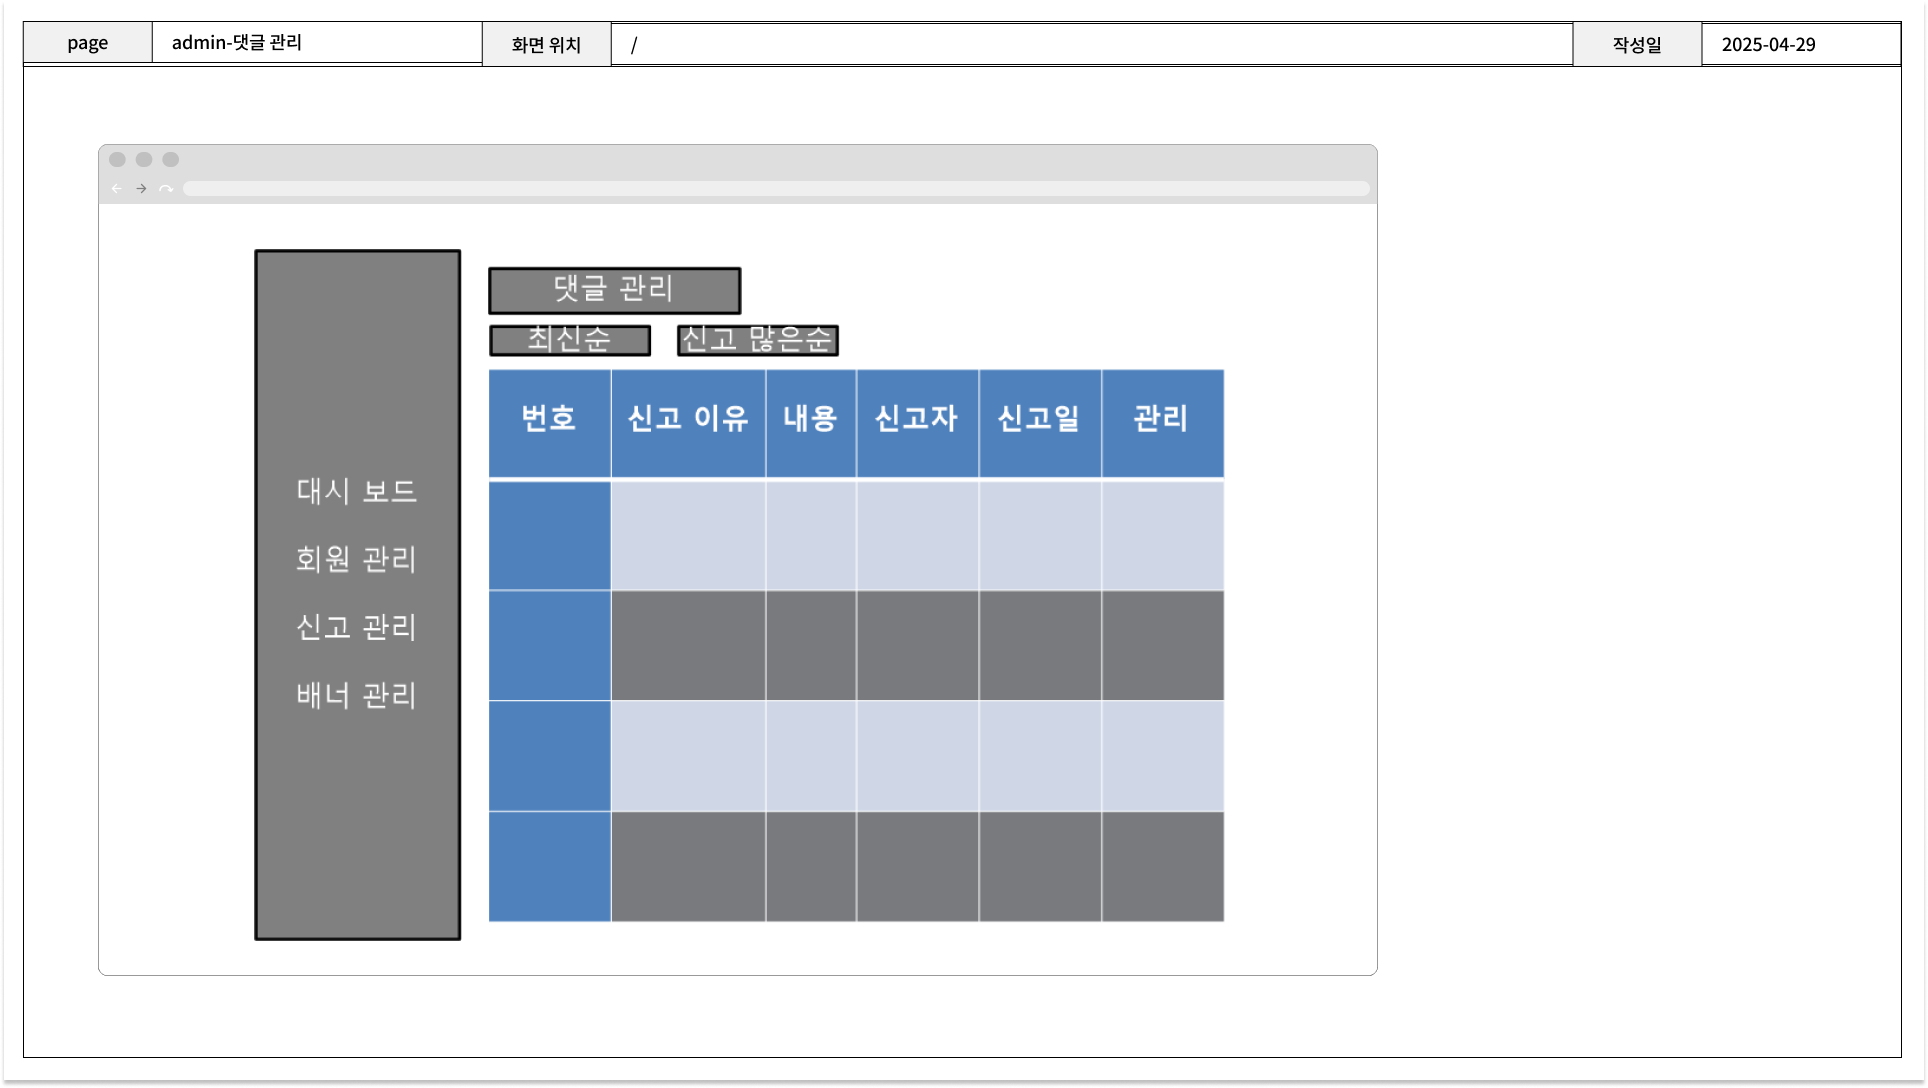 page admin-댓글 관리 화면 위치 / 작성일 2025-04-29
댓글 관리
최신순 신고 많은순
번호 신고 이유 내용 신고자 신고일 관리
대시 보드
회원 관리
신고 관리
배너 관리